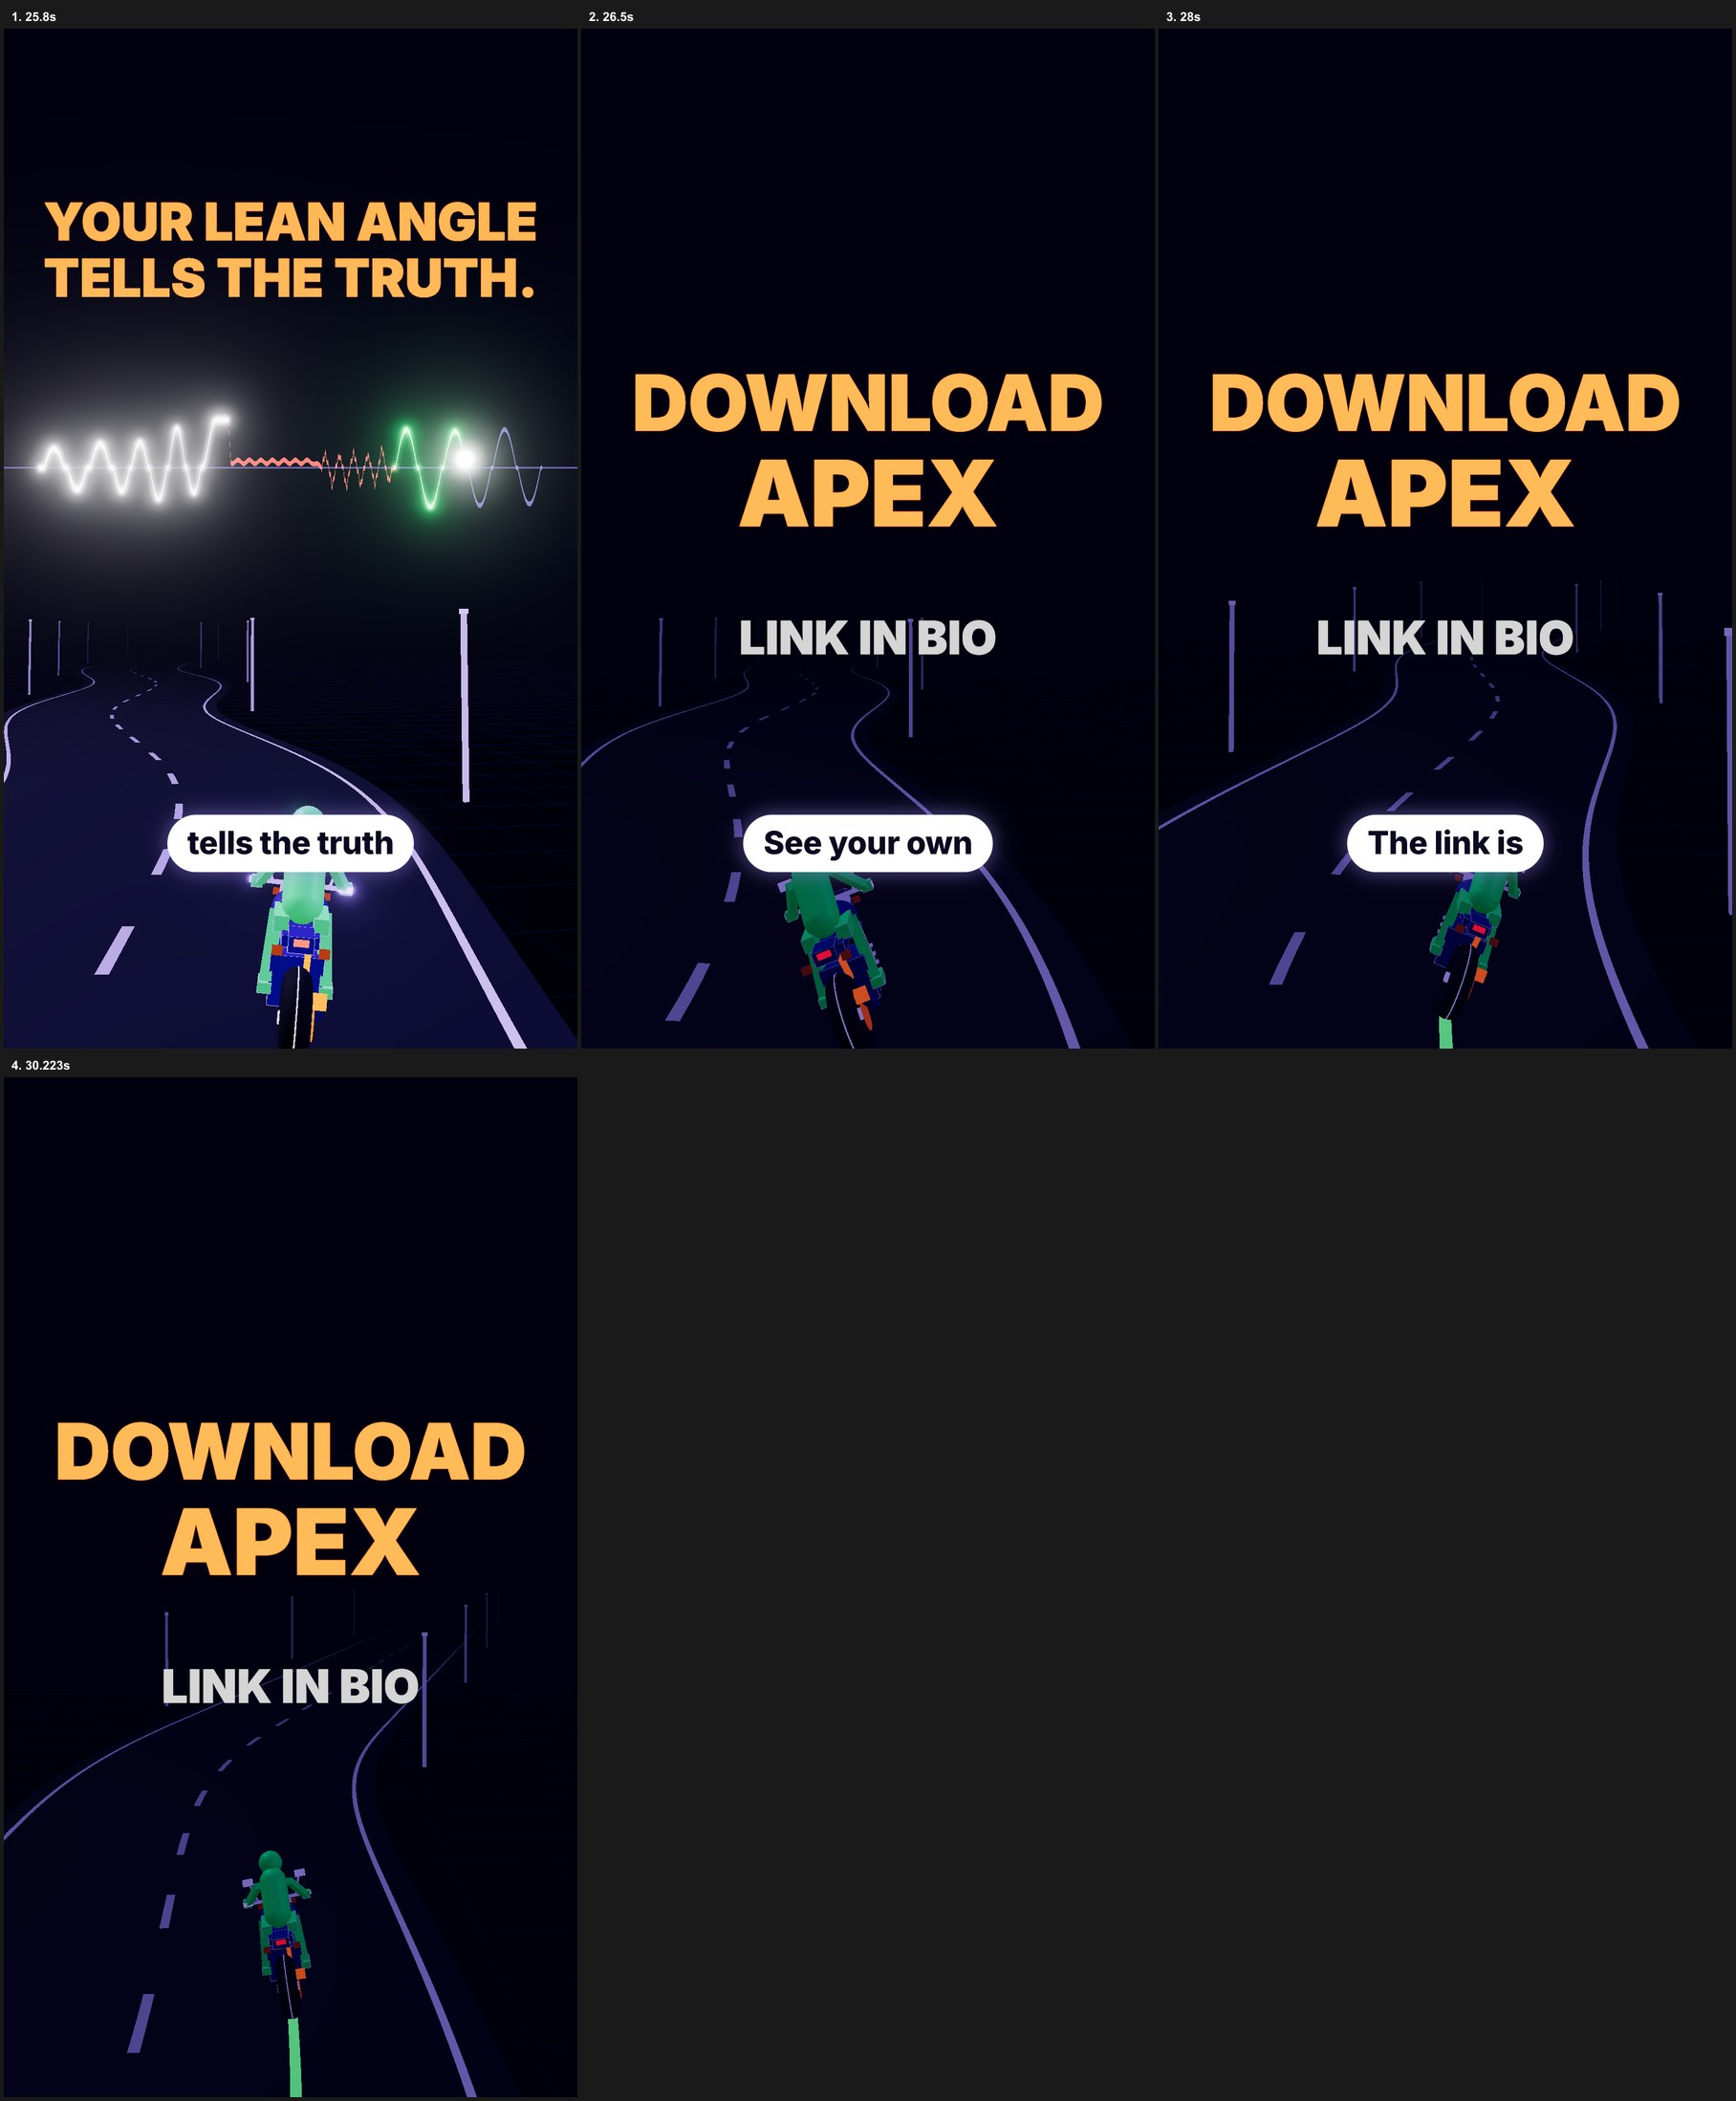 1. 25.8s
YOUR LEAN ANGLE
TELLS THE TRUTH.
tells the truth
2. 26.5s
DOWNLOAD
APEX
LINK IN BIO
See your own
3. 28s
DOWNLOAD
APEX
LINK IN BIO
The link is
4. 30.223s
DOWNLOAD
APEX
LINK IN BIO